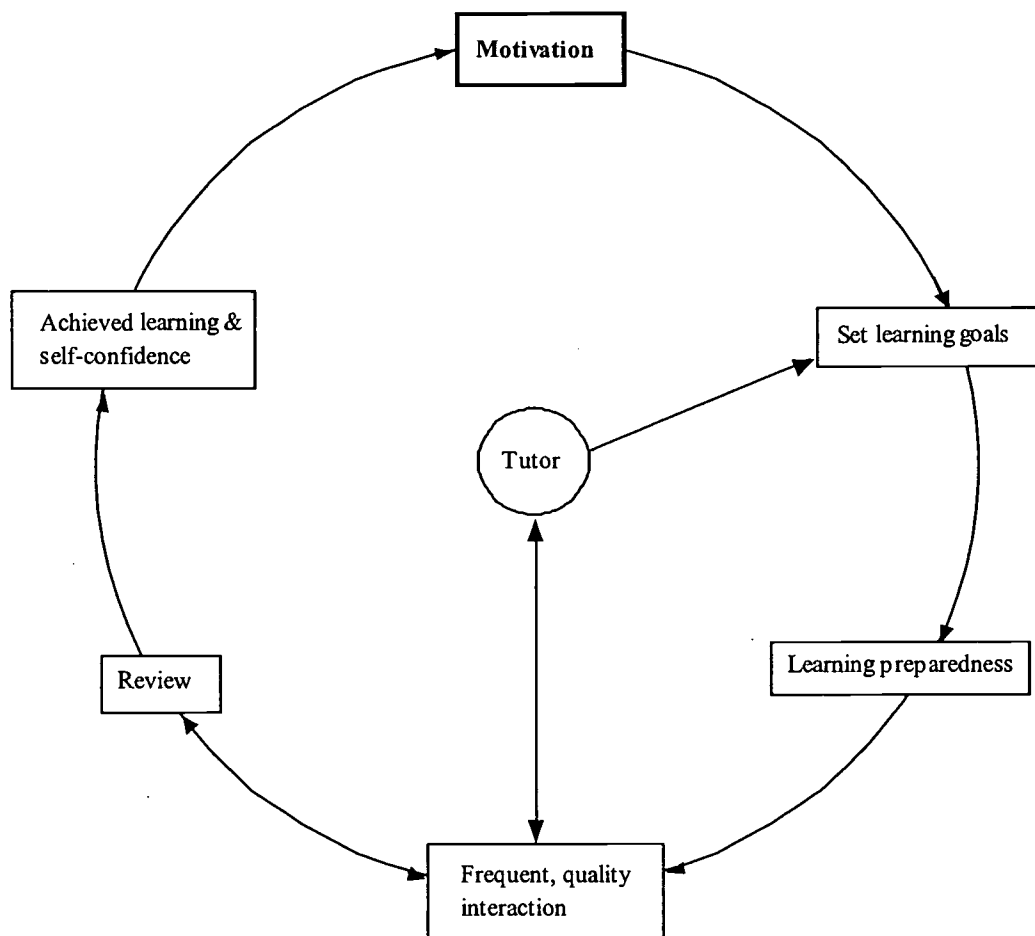 Motivation
Achieved learning &
self-confidence
Set learning goals
Tutor
Review
Learning preparedness
Frequent, quality
interaction